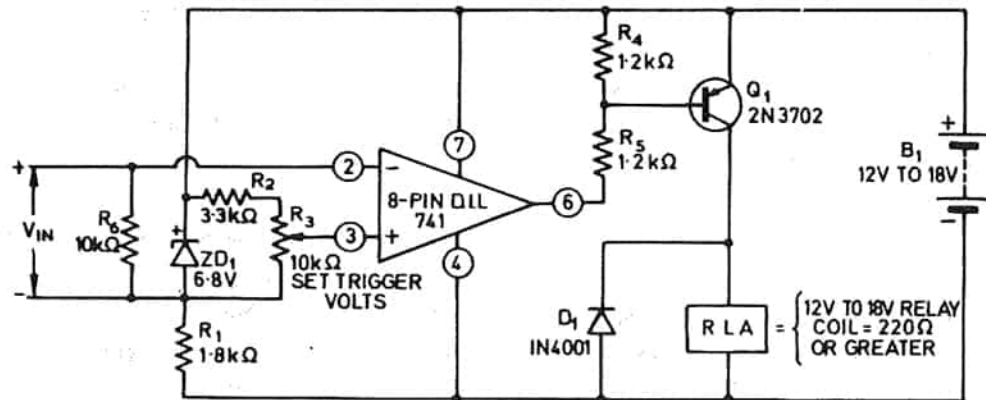 R4
1·2kΩ
Q1
2N3702
7
R5
1·2kΩ
+
B1
12V TO 18V
-
+
2
-
8-PIN D.I.L
741
6
R2
3·3kΩ
R6
10kΩ
VIN
+
ZD1
6·8V
R3
10kΩ
SET TRIGGER
VOLTS
3
+
4
-
R1
1·8kΩ
D1
IN4001
RLA
=
12V TO 18V RELAY
COIL = 220Ω
OR GREATER